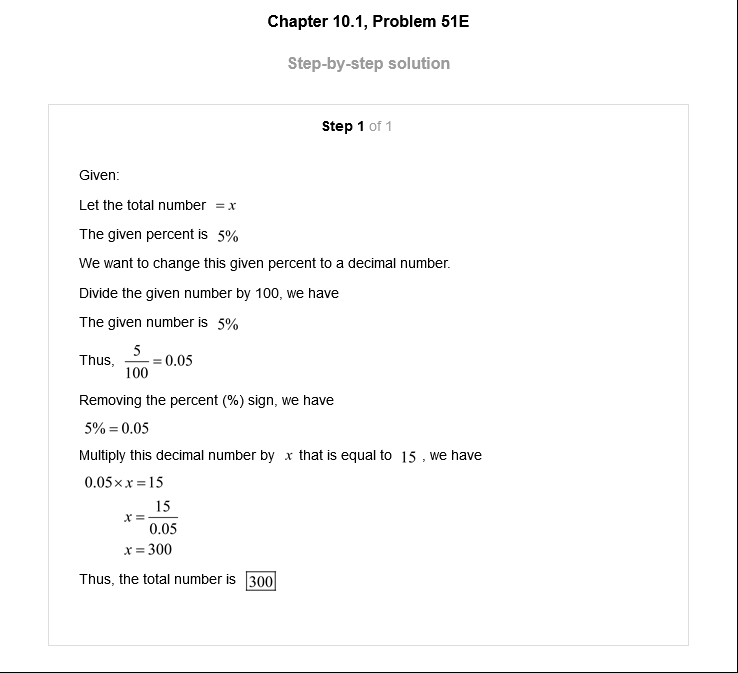 Chapter 10.1, Problem 51E
Step-by-step solution
Step 1 of 1
Given:
Let the total number = x
The given percent is 5%
We want to change this given percent to a decimal number.
Divide the given number by 100, we have
The given number is 5%
Thus, 5/100 = 0.05
Removing the percent (%) sign, we have
5% = 0.05
Multiply this decimal number by x that is equal to 15 , we have
0.05 × x = 15
x = 15/0.05
x = 300
Thus, the total number is 300